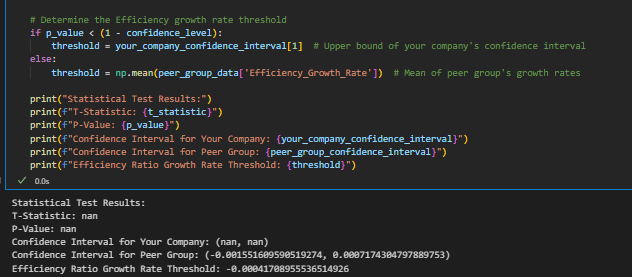 # Determine the Efficiency growth rate threshold
if p_value < (1 - confidence_level):
    threshold = your_company_confidence_interval[1]  # Upper bound of your company's confidence interval
else:
    threshold = np.mean(peer_group_data['Efficiency_Growth_Rate'])  # Mean of peer group's growth rates
print("Statistical Test Results:")
print(f"T-Statistic: {t_statistic}")
print(f"P-Value: {p_value}")
print(f"Confidence Interval for Your Company: {your_company_confidence_interval}")
print(f"Confidence Interval for Peer Group: {peer_group_confidence_interval}")
print(f"Efficiency Ratio Growth Rate Threshold: {threshold}")
0.0s
Statistical Test Results:
T-Statistic: nan
P-Value: nan
Confidence Interval for Your Company: (nan, nan)
Confidence Interval for Peer Group: (-0.001551609590519274, 0.0007174304797889753)
Efficiency Ratio Growth Rate Threshold: -0.00041708955536514926